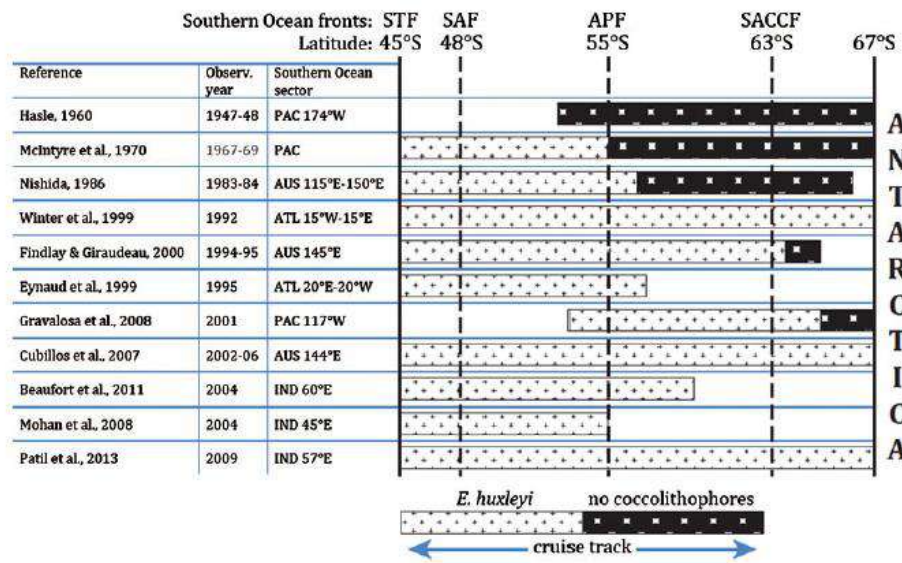 Southern Ocean fronts: STF SAF APF SACCF
Latitude: 45°S 48°S 55°S 63°S 67°S
Reference Observ. year Southern Ocean sector
Hasle, 1960 1947-48 PAC 174°W
McIntyre et al., 1970 1967-69 PAC
Nishida, 1986 1983-84 AUS 115°E-150°E
Winter et al., 1999 1992 ATL 15°W-15°E
Findlay & Giraudeau, 2000 1994-95 AUS 145°E
Eynaud et al., 1999 1995 ATL 20°E-20°W
Gravalosa et al., 2008 2001 PAC 117°W
Cubillos et al., 2007 2002-06 AUS 144°E
Beaufort et al., 2011 2004 IND 60°E
Mohan et al., 2008 2004 IND 45°E
Patil et al., 2013 2009 IND 57°E
ANTARCTICA
E. huxleyi no coccolithophores
cruise track